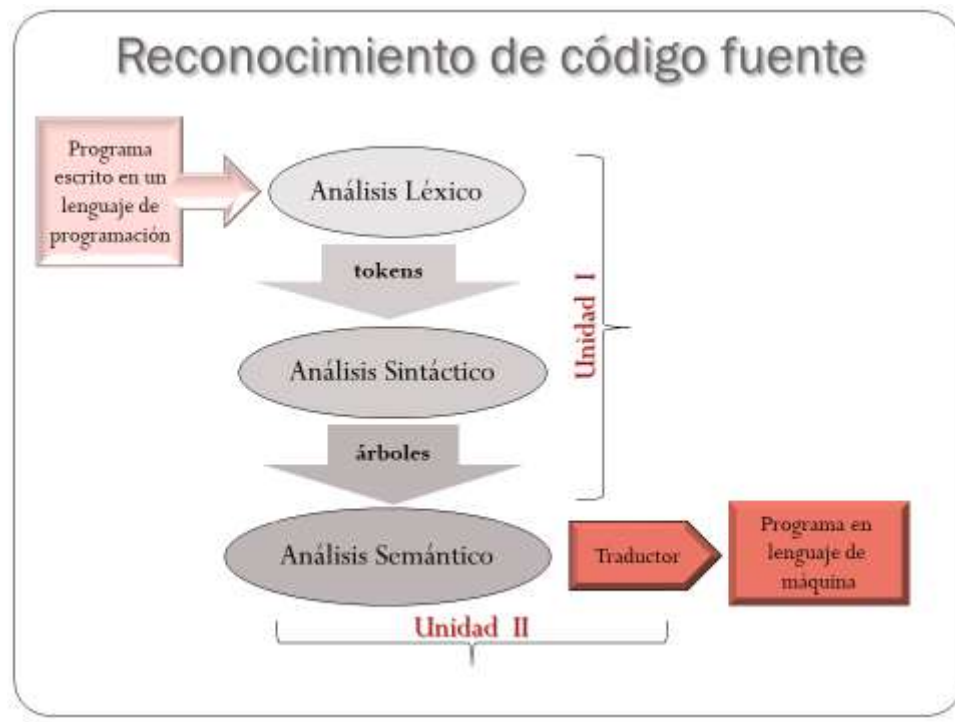 Reconocimiento de código fuente
Programa
escrito en un
lenguaje de
programación
Análisis Léxico
tokens
Unidad I
Análisis Sintáctico
árboles
Análisis Semántico
Traductor
Programa en
lenguaje de
máquina
Unidad II